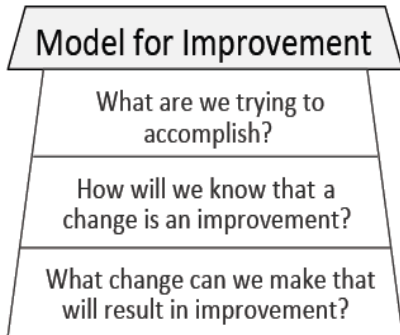 Model for Improvement
What are we trying to
accomplish?
How will we know that a
change is an improvement?
What change can we make that
will result in improvement?